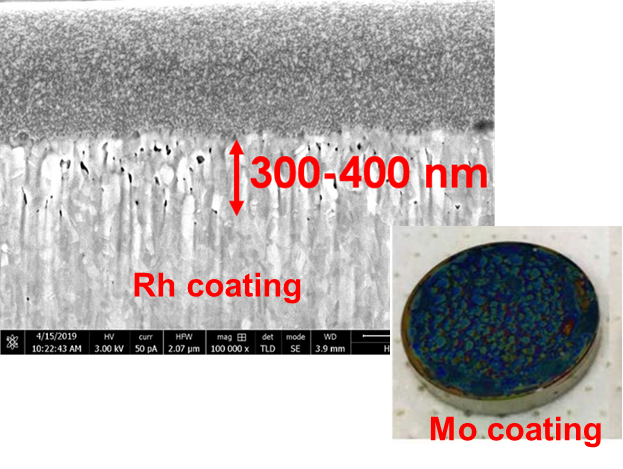 300-400 nm
Rh coating
4/15/2019 HV curr HFW mag det mode WD
10:22:43 AM 3.00 kV 50 pA 2.07 µm 100 000 x TLD SE 3.9 mm H
Mo coating